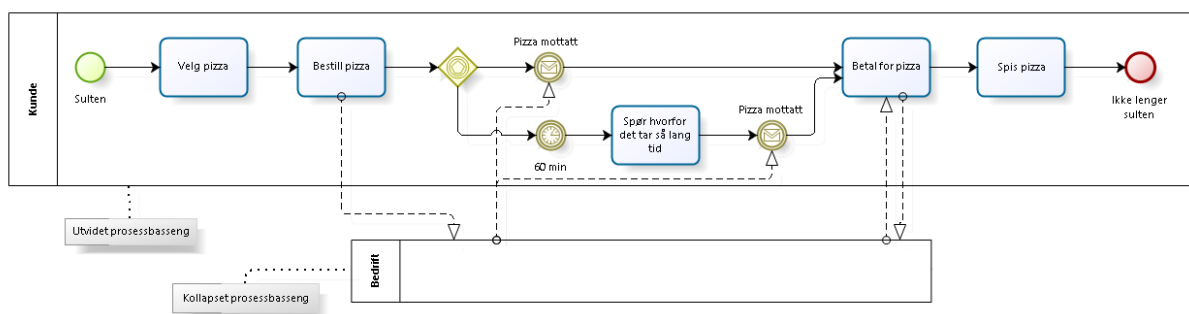 Kunde
Sulten
Velg pizza
Bestill pizza
Pizza mottatt
60 min
Spør hvorfor
det tar så lang
tid
Pizza mottatt
Betal for pizza
Spis pizza
Ikke lenger
sulten
Utvidet prosessbasseng
Bedrift
Kollapset prosessbasseng